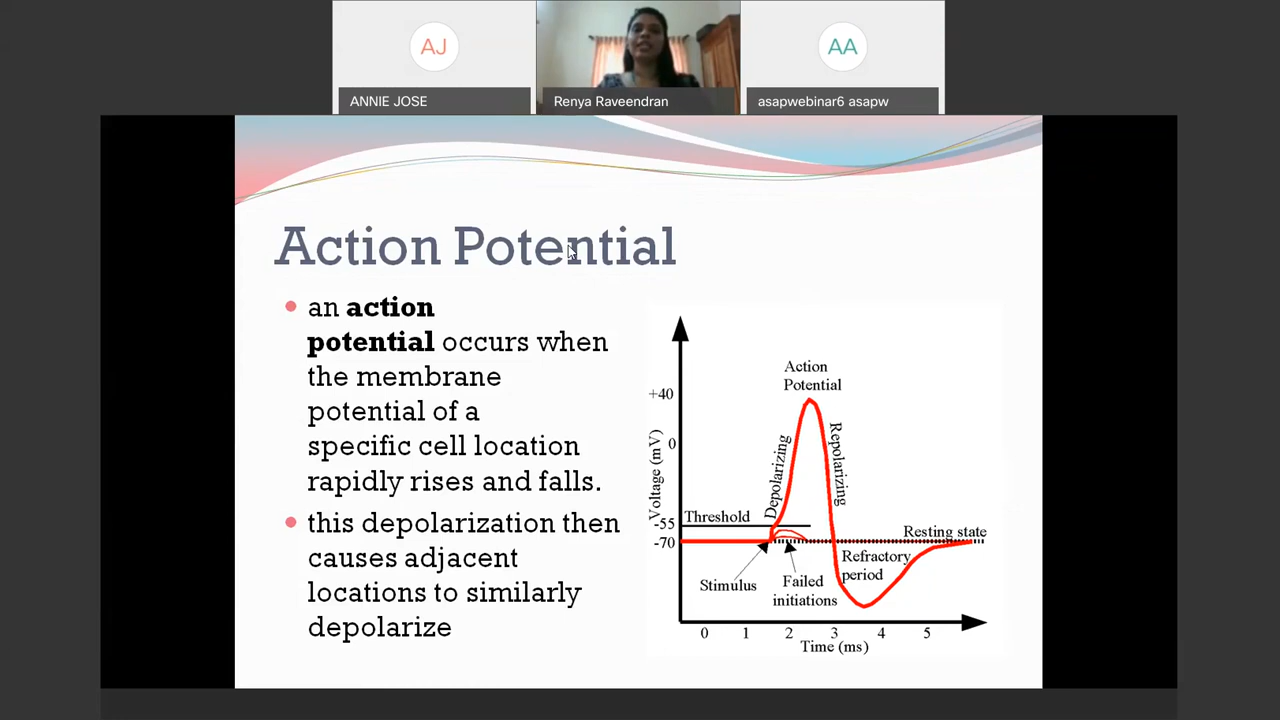 AJ
AA
ANNIE JOSE
Renya Raveendran
asapwebinar6 asapw
Action Potential
an action
potential occurs when
the membrane
potential of a
specific cell location
rapidly rises and falls.
this depolarization then
causes adjacent
locations to similarly
depolarize
Action
Potential
+40
0
Voltage (mV)
Depolarizing
Repolarizing
Threshold
-55
-70
Resting state
Refractory
period
Stimulus
Failed
initiations
0 1 2 3 4 5
Time (ms)